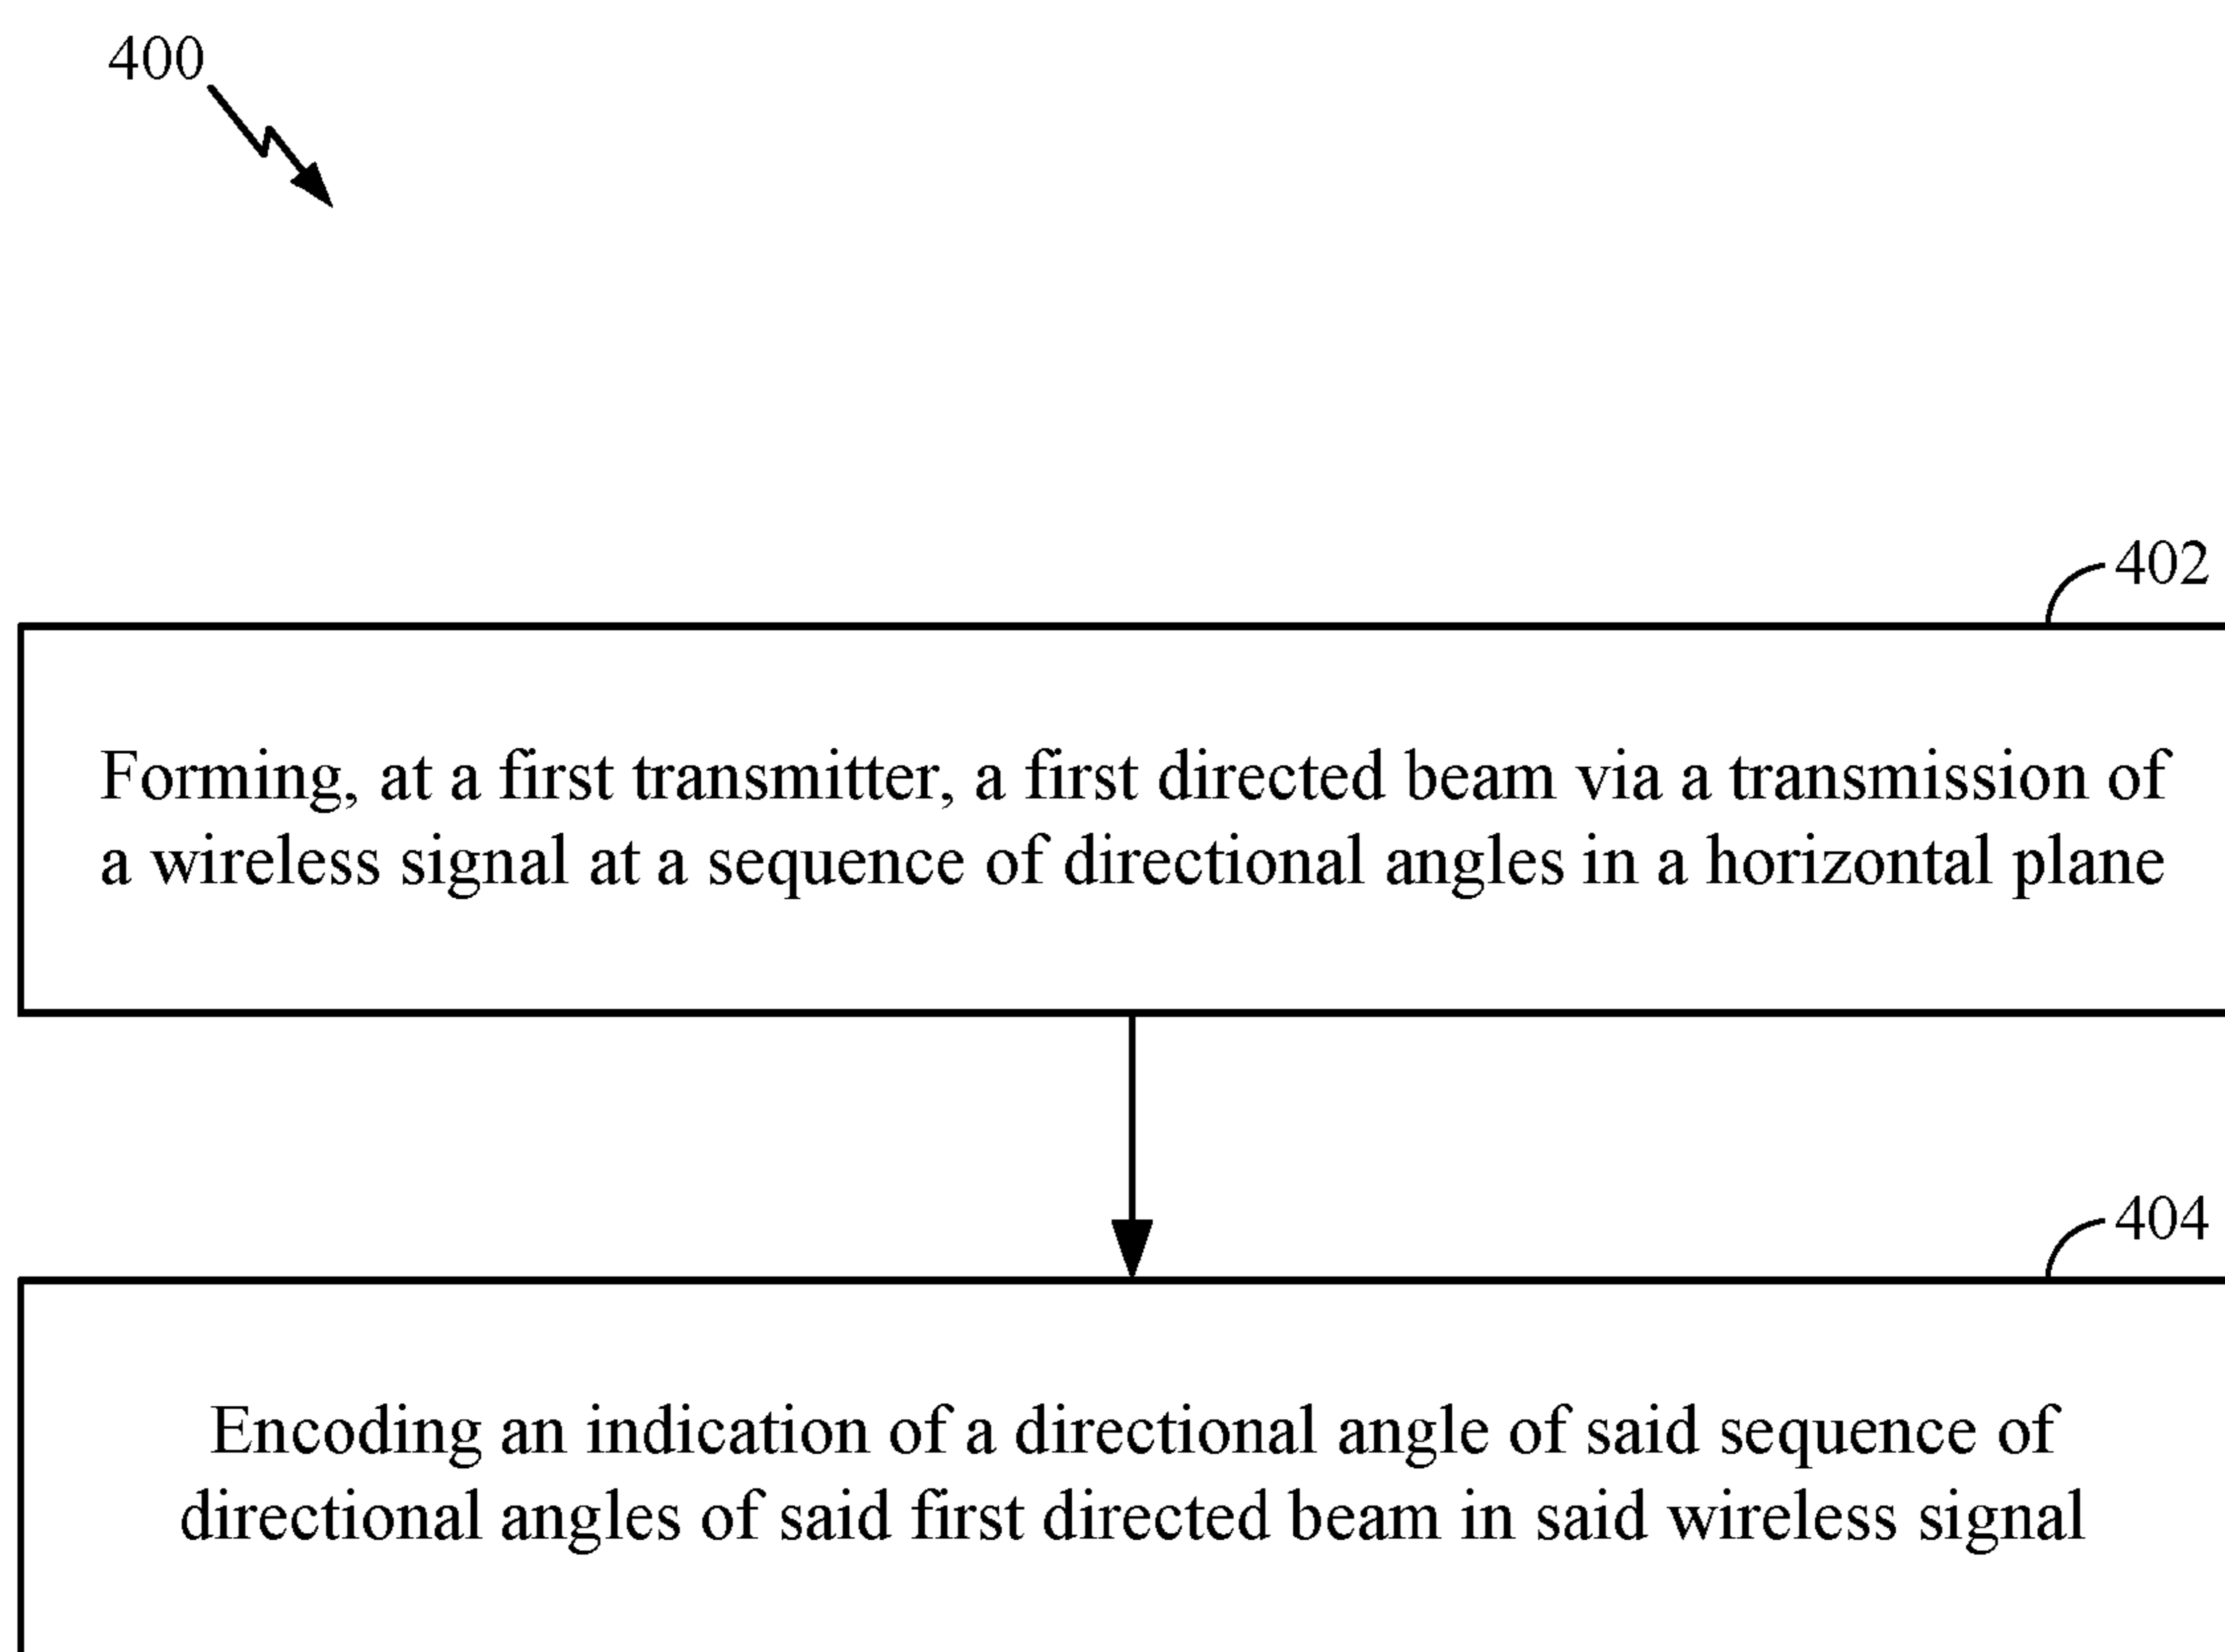 400
402
Forming, at a first transmitter, a first directed beam via a transmission of
a wireless signal at a sequence of directional angles in a horizontal plane
404
Encoding an indication of a directional angle of said sequence of
directional angles of said first directed beam in said wireless signal